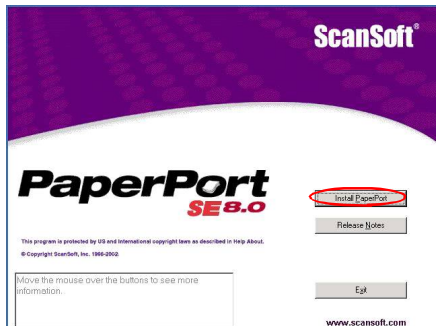 ScanSoft®
PaperPort
SE 8.0
Install PaperPort
Release Notes
This program is protected by US and International copyright laws as described in Help About.
© Copyright ScanSoft, Inc. 1988-2002.
Move the mouse over the buttons to see more
information.
Exit
www.scansoft.com